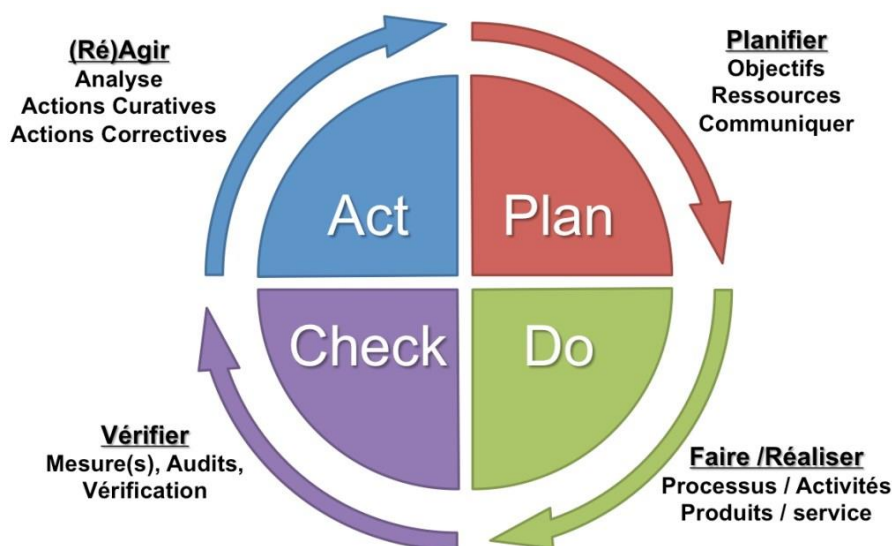 (Ré)Agir
Analyse
Actions Curatives
Actions Correctives
Planifier
Objectifs
Ressources
Communiquer
Act
Plan
Check
Do
Vérifier
Mesure(s), Audits,
Vérification
Faire /Réaliser
Processus / Activités
Produits / service